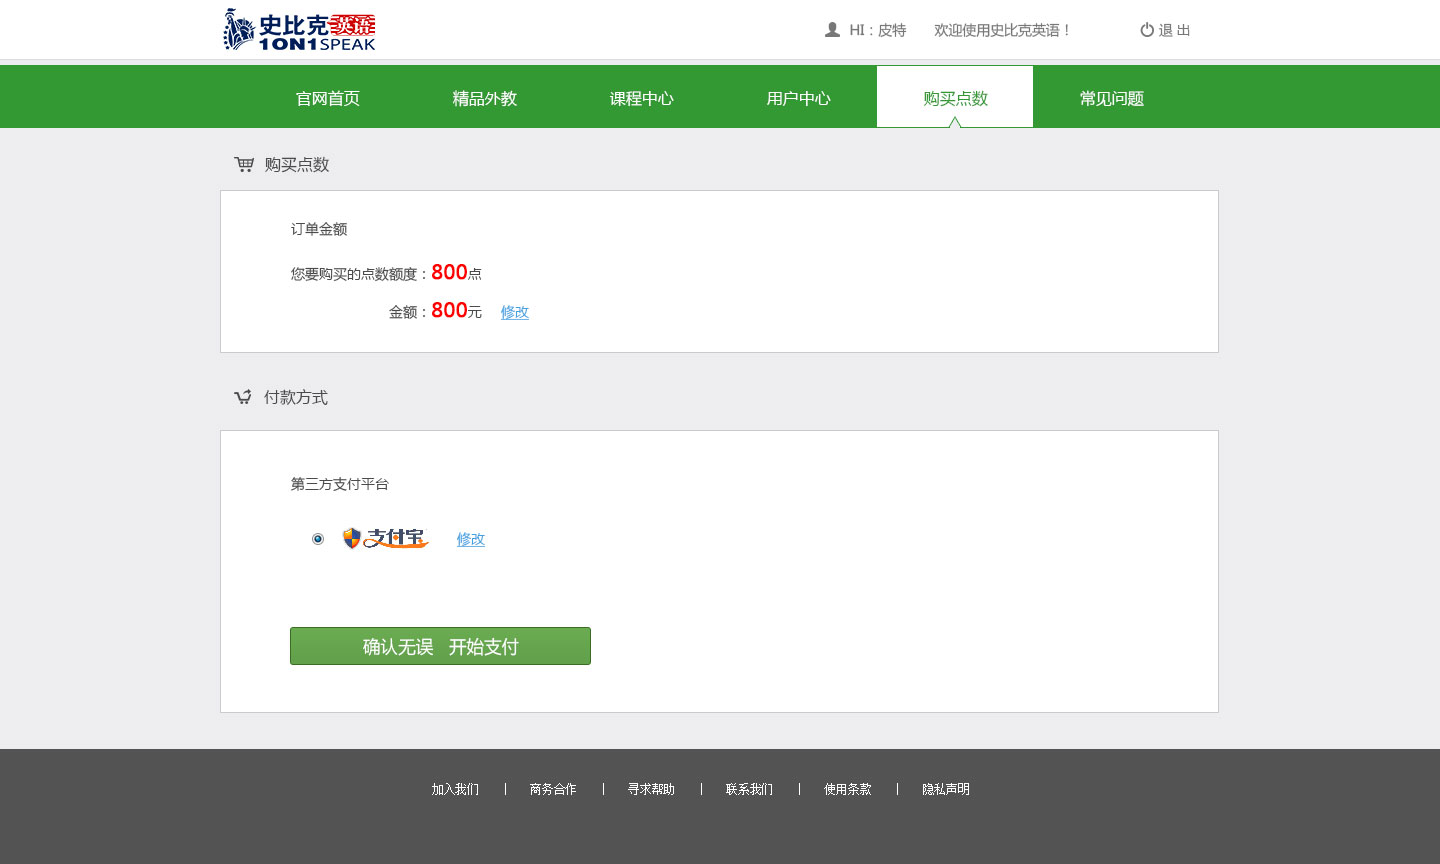 史比克英语
1ON1SPEAK
HI：皮特 欢迎使用史比克英语！ 退 出
官网首页 精品外教 课程中心 用户中心 购买点数 常见问题
购买点数
订单金额
您要购买的点数额度：800点
金额：800元 修改
付款方式
第三方支付平台
支付宝 修改
确认无误 开始支付
加入我们 | 商务合作 | 寻求帮助 | 联系我们 | 使用条款 | 隐私声明